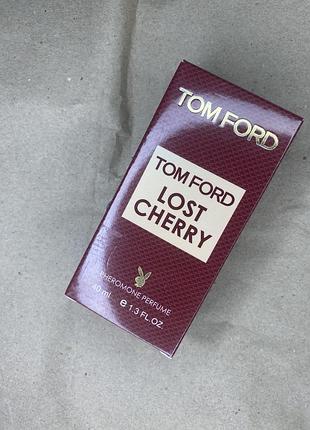 TOM FORD
TOM FORD
LOST
CHERRY
PHEROMONE PERFUME
40 ml. e 1.3 FL.OZ.